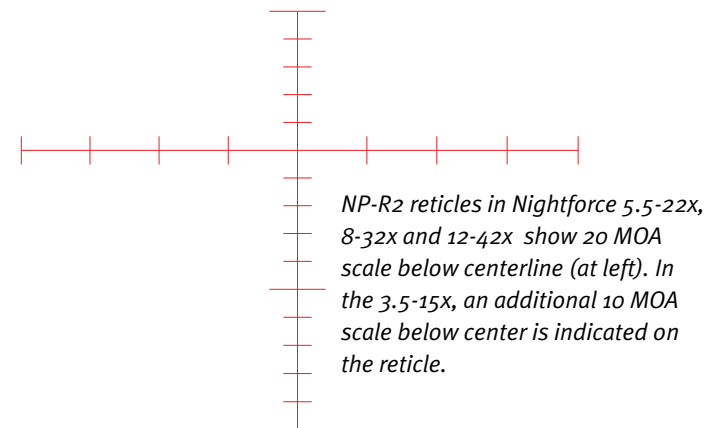 NP-R2 reticles in Nightforce 5.5-22x,
8-32x and 12-42x show 20 MOA
scale below centerline (at left). In
the 3.5-15x, an additional 10 MOA
scale below center is indicated on
the reticle.